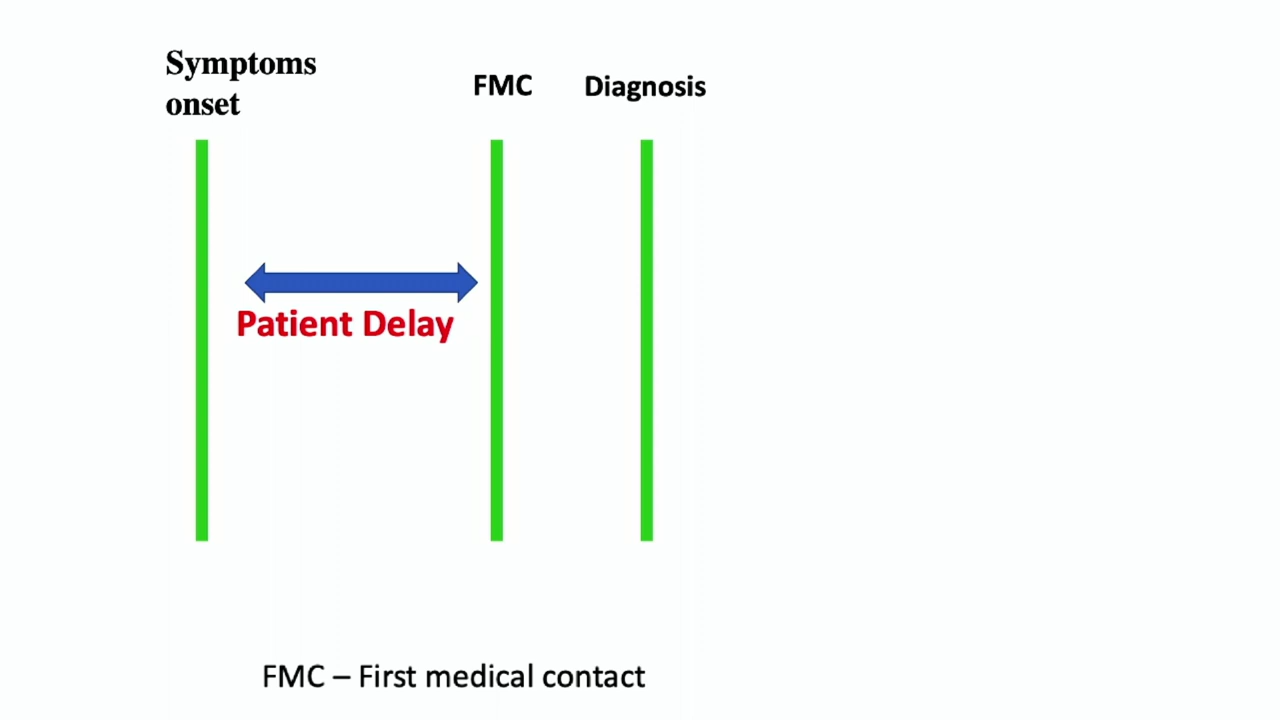 Symptoms
onset
FMC
Diagnosis
Patient Delay
FMC – First medical contact